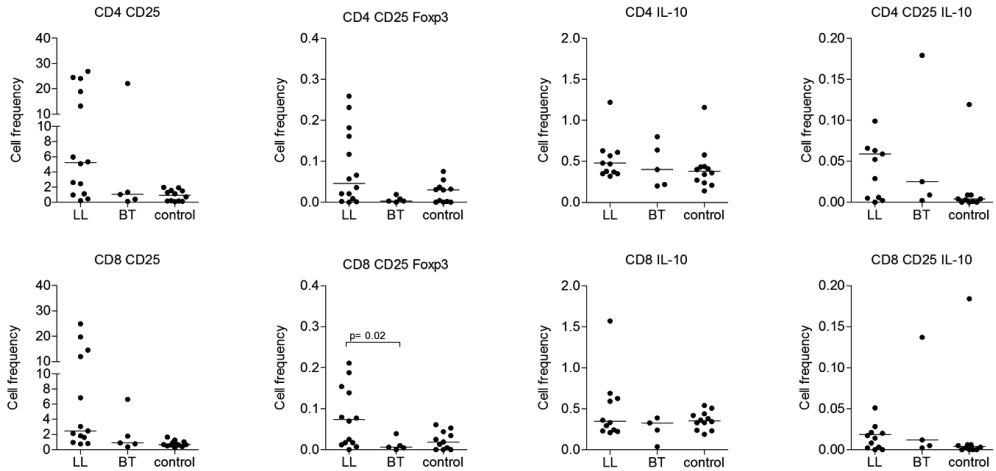 CD4 CD25
Cell frequency
40
30
20
10
10
8
6
4
2
0
LL BT control
CD4 CD25 Foxp3
Cell frequency
0.4
0.3
0.2
0.1
0.0
LL BT control
CD4 IL-10
Cell frequency
2.0
1.5
1.0
0.5
0.0
LL BT control
CD4 CD25 IL-10
Cell frequency
0.20
0.15
0.10
0.05
0.00
LL BT control
CD8 CD25
Cell frequency
40
30
20
10
10
8
6
4
2
0
LL BT control
CD8 CD25 Foxp3
Cell frequency
0.4
0.3
0.2
0.1
0.0
p= 0.02
LL BT control
CD8 IL-10
Cell frequency
2.0
1.5
1.0
0.5
0.0
LL BT control
CD8 CD25 IL-10
Cell frequency
0.20
0.15
0.10
0.05
0.00
LL BT control